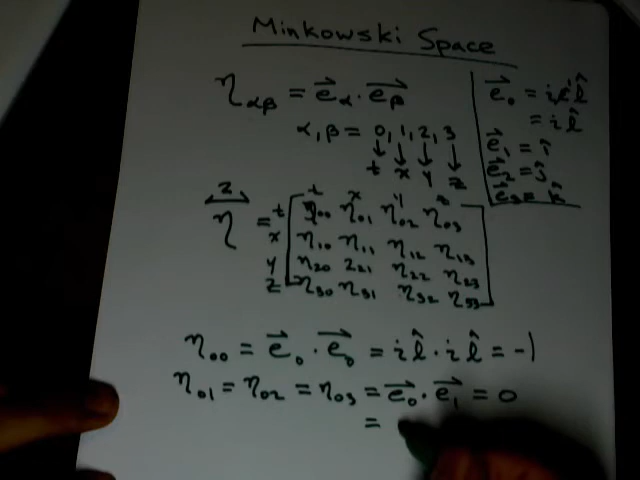 Minkowski Space
η_αβ = e⃗_α · e⃗_β
α, β = 0, 1, 2, 3
↓ ↓ ↓ ↓
t x y z
e⃗_0 =
= i l̂
e⃗_1 = î
e⃗_2 = ĵ
e⃗_3 = k̂
2
η =
t x y z
t η_00 η_01 η_02 η_03
x η_10 η_11 η_12 η_13
y η_20 η_21 η_22 η_23
z η_30 η_31 η_32 η_33
η_00 = e⃗_0 · e⃗_0 = i l̂ · i l̂ = -1
η_01 = η_02 = η_03 = e⃗_0 · e⃗_1 = 0
=